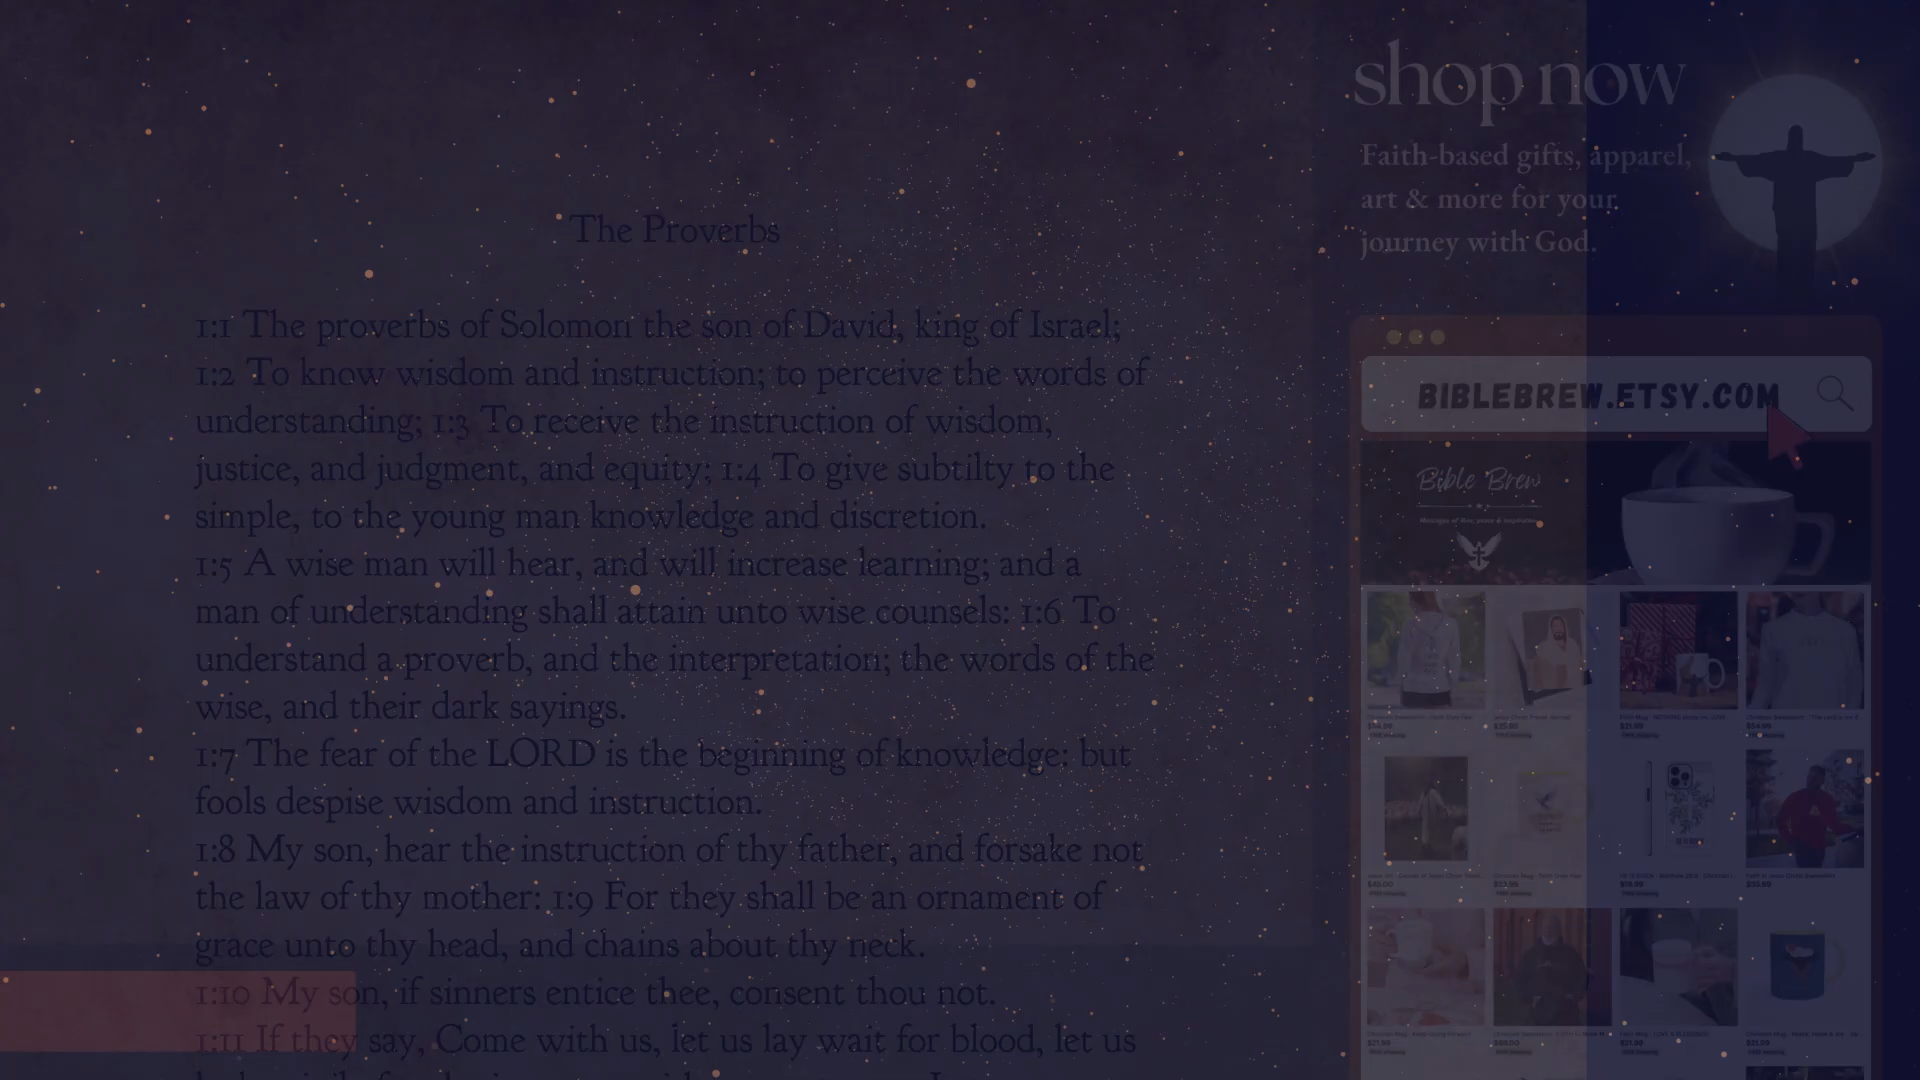 The Proverbs
1:1 The proverbs of Solomon the son of David, king of Israel;
1:2 To know wisdom and instruction; to perceive the words of
understanding; 1:3 To receive the instruction of wisdom,
justice, and judgment, and equity; 1:4 To give subtilty to the
simple, to the young man knowledge and discretion.
1:5 A wise man will hear, and will increase learning; and a
man of understanding shall attain unto wise counsels: 1:6 To
understand a proverb, and the interpretation; the words of the
wise, and their dark sayings.
1:7 The fear of the LORD is the beginning of knowledge: but
fools despise wisdom and instruction.
1:8 My son, hear the instruction of thy father, and forsake not
the law of thy mother: 1:9 For they shall be an ornament of
grace unto thy head, and chains about thy neck.
1:10 My son, if sinners entice thee, consent thou not.
1:11 If they say, Come with us, let us lay wait for blood, let us
shop now
Faith-based gifts, apparel,
art & more for your
journey with God.
BIBLEBREW.ETSY.COM
Bible Brew